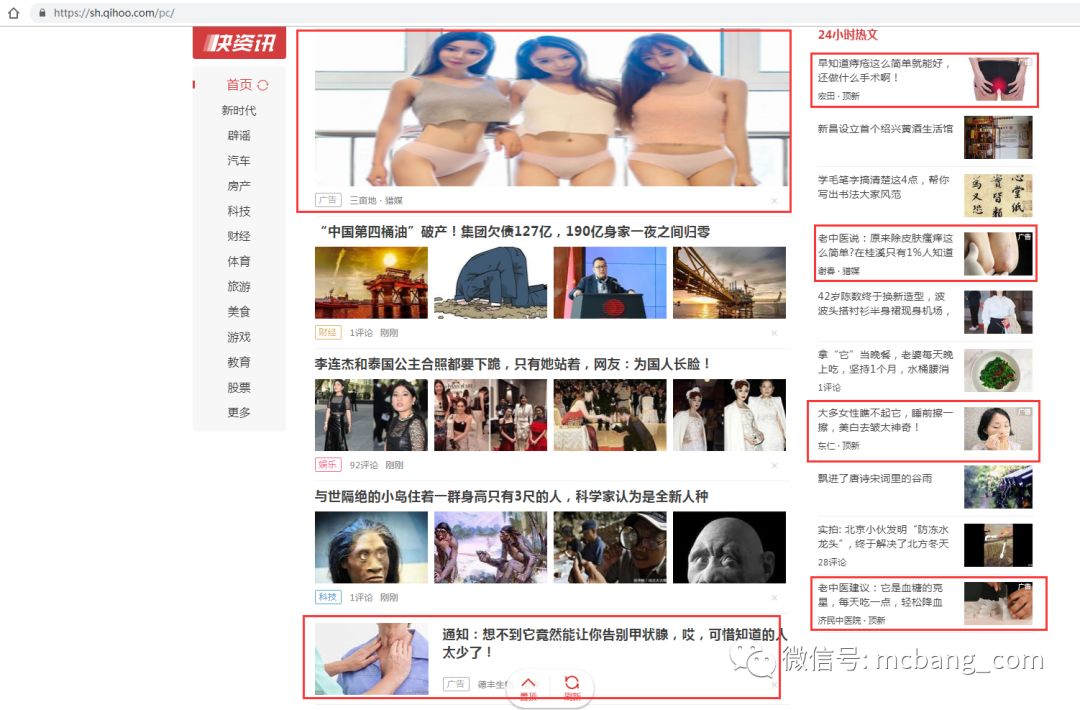 https://sh.qihoo.com/pc/
快资讯
首页
新时代
辟谣
汽车
房产
科技
财经
体育
旅游
美食
游戏
教育
股票
更多
广告 三亩地·猎媒
“中国第四桶油”破产！集团欠债127亿，190亿身家一夜之间归零
财经 1评论 刚刚
李连杰和泰国公主合照都要下跪，只有她站着，网友：为国人长脸！
娱乐 92评论 刚刚
与世隔绝的小岛住着一群身高只有3尺的人，科学家认为是全新人种
科技 1评论 刚刚
通知：想不到它竟然能让你告别甲状腺，哎，可惜知道的人
太少了！
广告 德丰生
置顶 刷新
24小时热文
早知道痔疮这么简单就能好，
还做什么手术啊！
宏田·顶新
广告
新昌设立首个绍兴黄酒生活馆
学毛笔字搞清楚这4点，帮你
写出书法大家风范
老中医说：原来除皮肤瘙痒这
么简单?在桂溪只有1%人知道
谢春·猎媒
广告
42岁陈数终于换新造型，波
波头搭衬衫半身裙现身机场，
拿“它”当晚餐，老婆每天晚
上吃，坚持1个月，水桶腰消
1评论
大多女性瞧不起它，睡前擦一
擦，美白去皱太神奇！
东仁·顶新
广告
飘进了唐诗宋词里的谷雨
实拍: 北京小伙发明“防冻水
龙头”，终于解决了北方冬天
28评论
老中医建议：它是血糖的克
星，每天吃一点，轻松降血
济民中医院·顶新
广告
微信号: mcbang_com